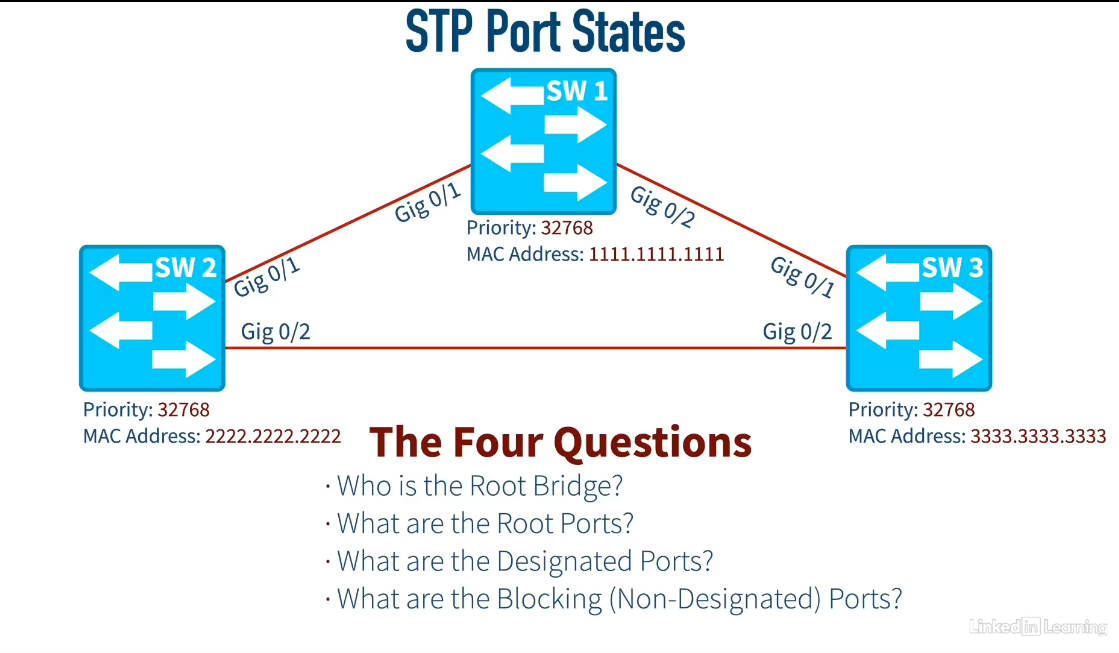 STP Port States
SW 1
Gig 0/1
Gig 0/2
Priority: 32768
MAC Address: 1111.1111.1111
SW 2
Gig 0/1
Gig 0/2
Priority: 32768
MAC Address: 2222.2222.2222
SW 3
Gig 0/1
Gig 0/2
Priority: 32768
MAC Address: 3333.3333.3333
The Four Questions
· Who is the Root Bridge?
· What are the Root Ports?
· What are the Designated Ports?
· What are the Blocking (Non-Designated) Ports?
Linked in Learning